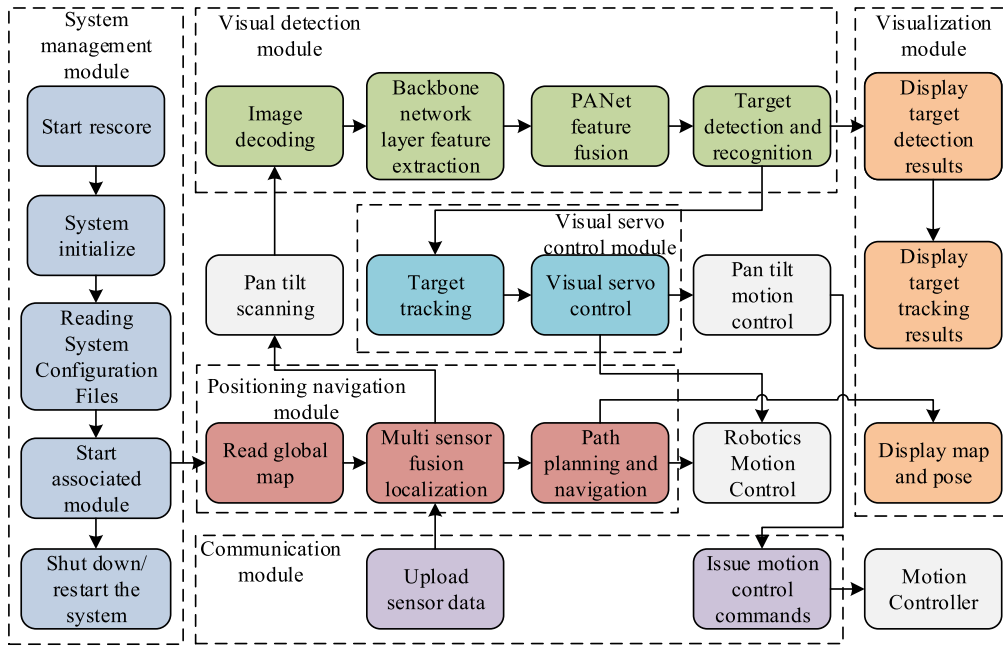 System
management
module
Start rescore
System
initialize
Reading
System
Configuration
Files
Start
associated
module
Shut down/
restart the
system
Visual detection
module
Image
decoding
Backbone
network
layer feature
extraction
PANet
feature
fusion
Target
detection and
recognition
Visualization
module
Display
target
detection
results
Display
target
tracking
results
Display map
and pose
Visual servo
control module
Pan tilt
scanning
Target
tracking
Visual servo
control
Pan tilt
motion
control
Positioning navigation
module
Read global
map
Multi sensor
fusion
localization
Path
planning and
navigation
Robotics
Motion
Control
Communication
module
Upload
sensor data
Issue motion
control
commands
Motion
Controller